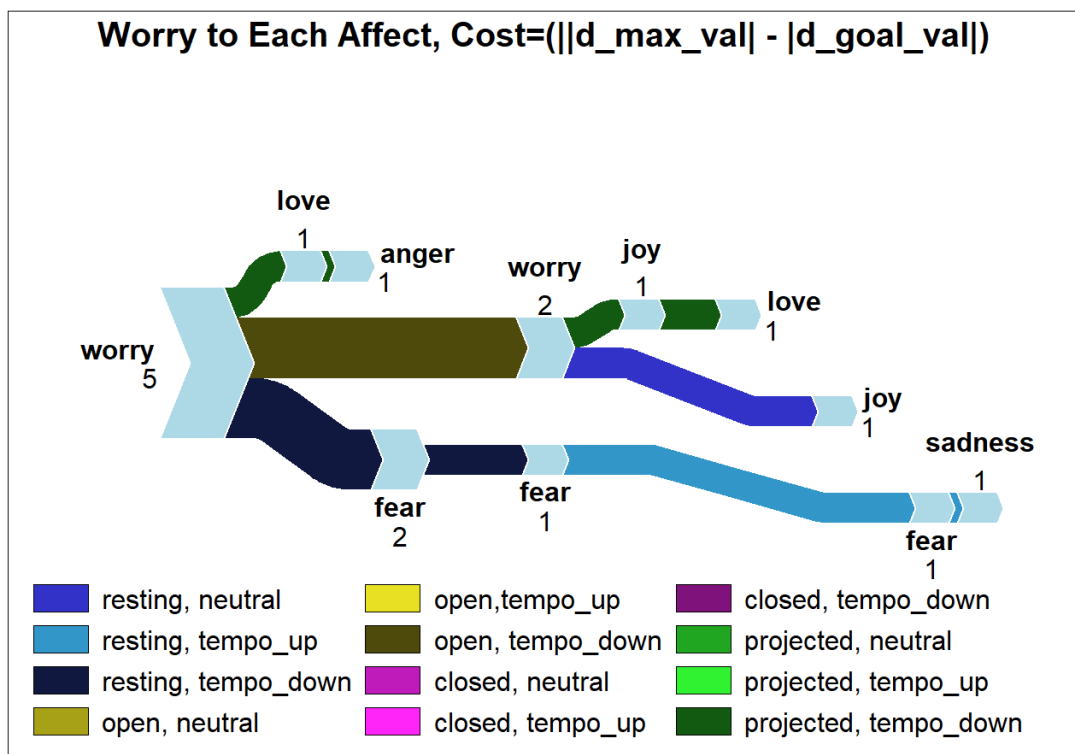 Worry to Each Affect, Cost=(||d_max_val| - |d_goal_val|)
love
1
anger
1
worry
2
joy
1
love
1
worry
5
joy
1
sadness
1
fear
2
fear
1
fear
1
resting, neutral
resting, tempo_up
resting, tempo_down
open, neutral
open,tempo_up
open, tempo_down
closed, neutral
closed, tempo_up
closed, tempo_down
projected, neutral
projected, tempo_up
projected, tempo_down